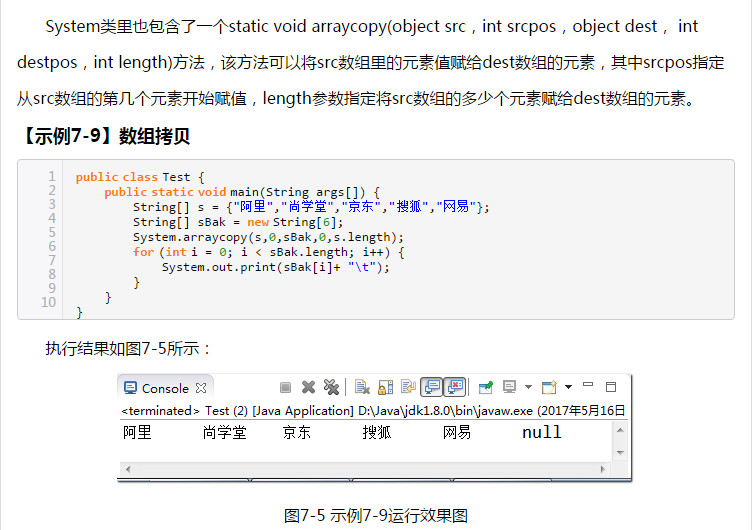 System类里也包含了一个static void arraycopy(object src，int srcpos，object dest， int
destpos，int length)方法，该方法可以将src数组里的元素值赋给dest数组的元素，其中srcpos指定
从src数组的第几个元素开始赋值，length参数指定将src数组的多少个元素赋给dest数组的元素。
【示例7-9】数组拷贝
1 public class Test {
2     public static void main(String args[]) {
3         String[] s = {"阿里","尚学堂","京东","搜狐","网易"};
4         String[] sBak = new String[6];
5         System.arraycopy(s,0,sBak,0,s.length);
6         for (int i = 0; i < sBak.length; i++) {
7             System.out.print(sBak[i]+ "\t");
8         }
9     }
10 }
执行结果如图7-5所示：
Console
<terminated> Test (2) [Java Application] D:\Java\jdk1.8.0\bin\javaw.exe (2017年5月16日
阿里 尚学堂 京东 搜狐 网易 null
图7-5 示例7-9运行效果图